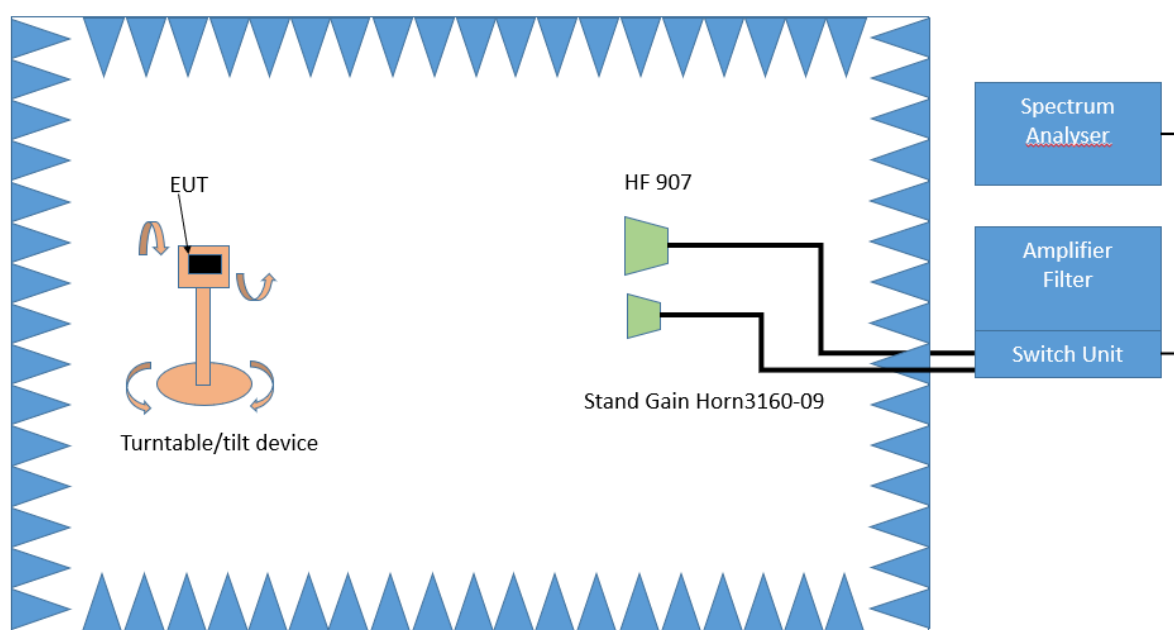 Spectrum
Analyser
EUT
HF 907
Amplifier
Filter
Switch Unit
Stand Gain Horn3160-09
Turntable/tilt device